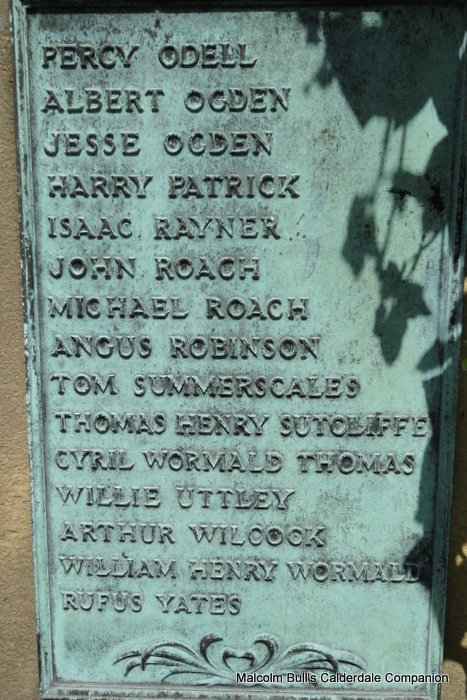 PERCY ODELL
ALBERT OGDEN
JESSE OGDEN
HARRY PATRICK
ISAAC RAYNER
JOHN ROACH
MICHAEL ROACH
ANGUS ROBINSON
TOM SUMMERSCALES
THOMAS HENRY SUTCLIFFE
CYRIL WORMALD THOMAS
WILLIE UTTLEY
ARTHUR WILCOCK
WILLIAM HENRY WORMALD
RUFUS YATES
Malcolm Bull's Calderdale Companion